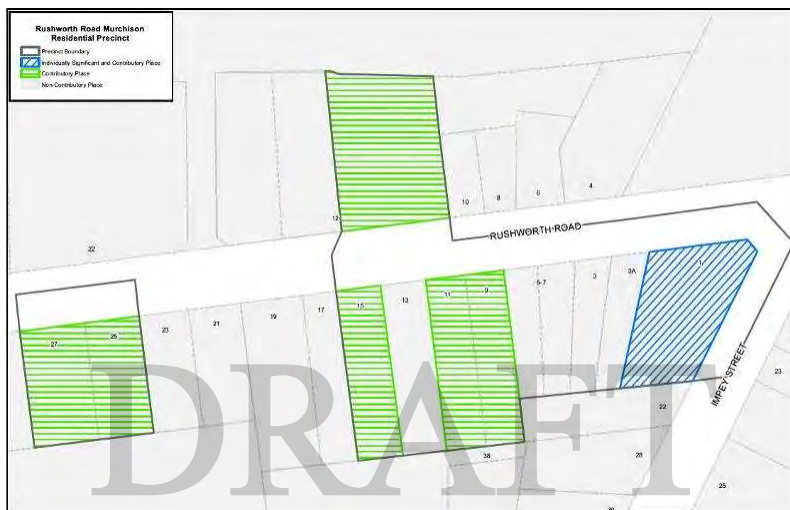 Rushworth Road Murchison
Residential Precinct
Precinct Boundary
Individually Significant and Contributory Place
Contributory Place
Non-Contributory Place
10
8
6
4
12
22
RUSHWORTH ROAD
1
3A
3
5-7
9
11
13
15
17
19
21
23
27
IMPEY STREET
23
22
38
28
25
DRAFT